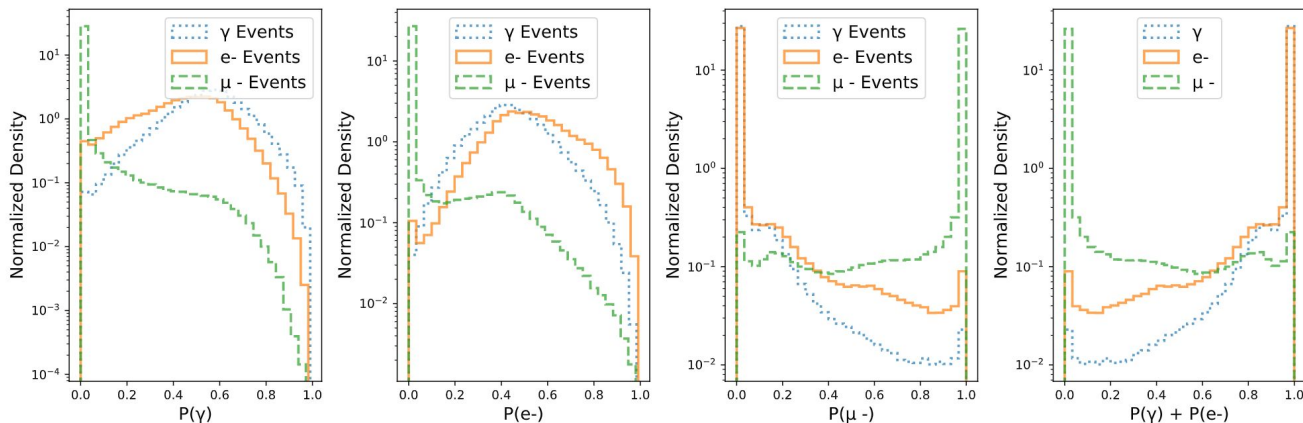 Normalized Density
10¹
10⁰
10⁻¹
10⁻²
10⁻³
10⁻⁴
γ Events
e- Events
μ - Events
0.0 0.2 0.4 0.6 0.8 1.0
P(γ)
Normalized Density
10¹
10⁰
10⁻¹
10⁻²
γ Events
e- Events
μ - Events
0.0 0.2 0.4 0.6 0.8 1.0
P(e-)
Normalized Density
10¹
10⁰
10⁻¹
10⁻²
γ Events
e- Events
μ - Events
0.0 0.2 0.4 0.6 0.8 1.0
P(μ -)
Normalized Density
10¹
10⁰
10⁻¹
10⁻²
γ
e-
μ -
0.0 0.2 0.4 0.6 0.8 1.0
P(γ) + P(e-)